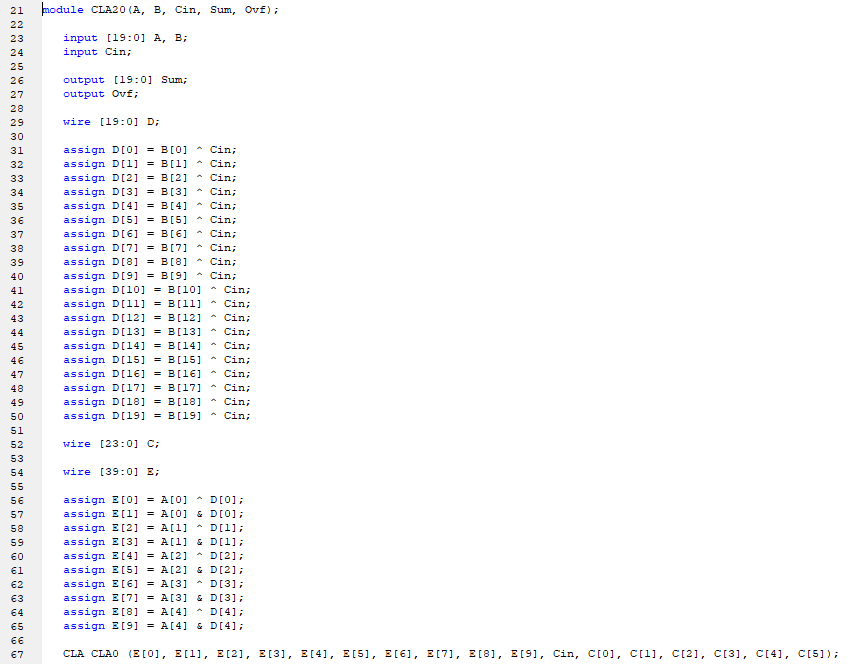 21 module CLA20(A, B, Cin, Sum, Ovf);
22
23 input [19:0] A, B;
24 input Cin;
25
26 output [19:0] Sum;
27 output Ovf;
28
29 wire [19:0] D;
30
31 assign D[0] = B[0] ^ Cin;
32 assign D[1] = B[1] ^ Cin;
33 assign D[2] = B[2] ^ Cin;
34 assign D[3] = B[3] ^ Cin;
35 assign D[4] = B[4] ^ Cin;
36 assign D[5] = B[5] ^ Cin;
37 assign D[6] = B[6] ^ Cin;
38 assign D[7] = B[7] ^ Cin;
39 assign D[8] = B[8] ^ Cin;
40 assign D[9] = B[9] ^ Cin;
41 assign D[10] = B[10] ^ Cin;
42 assign D[11] = B[11] ^ Cin;
43 assign D[12] = B[12] ^ Cin;
44 assign D[13] = B[13] ^ Cin;
45 assign D[14] = B[14] ^ Cin;
46 assign D[15] = B[15] ^ Cin;
47 assign D[16] = B[16] ^ Cin;
48 assign D[17] = B[17] ^ Cin;
49 assign D[18] = B[18] ^ Cin;
50 assign D[19] = B[19] ^ Cin;
51
52 wire [23:0] C;
53
54 wire [39:0] E;
55
56 assign E[0] = A[0] ^ D[0];
57 assign E[1] = A[0] & D[0];
58 assign E[2] = A[1] ^ D[1];
59 assign E[3] = A[1] & D[1];
60 assign E[4] = A[2] ^ D[2];
61 assign E[5] = A[2] & D[2];
62 assign E[6] = A[3] ^ D[3];
63 assign E[7] = A[3] & D[3];
64 assign E[8] = A[4] ^ D[4];
65 assign E[9] = A[4] & D[4];
66
67 CLA CLA0 (E[0], E[1], E[2], E[3], E[4], E[5], E[6], E[7], E[8], E[9], Cin, C[0], C[1], C[2], C[3], C[4], C[5]);